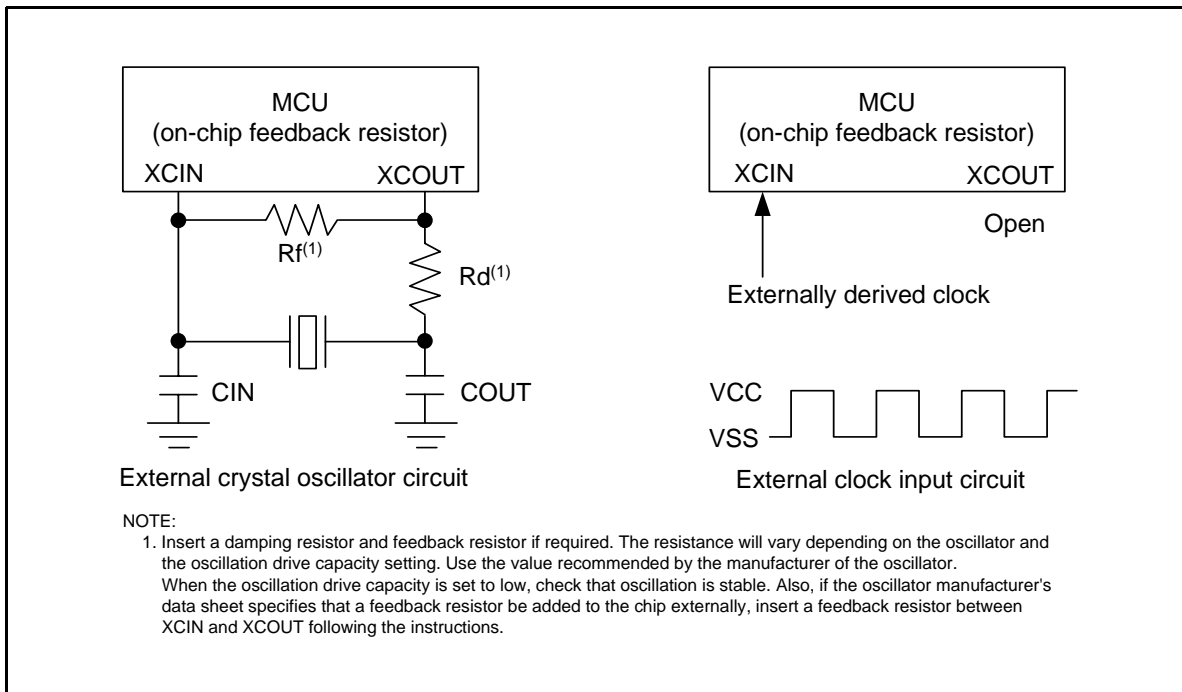 MCU
(on-chip feedback resistor)
XCIN
XCOUT
Rf(1)
Rd(1)
CIN
COUT
External crystal oscillator circuit
MCU
(on-chip feedback resistor)
XCIN
XCOUT
Open
Externally derived clock
VCC
VSS
External clock input circuit
NOTE:
1. Insert a damping resistor and feedback resistor if required. The resistance will vary depending on the oscillator and
the oscillation drive capacity setting. Use the value recommended by the manufacturer of the oscillator.
When the oscillation drive capacity is set to low, check that oscillation is stable. Also, if the oscillator manufacturer's
data sheet specifies that a feedback resistor be added to the chip externally, insert a feedback resistor between
XCIN and XCOUT following the instructions.